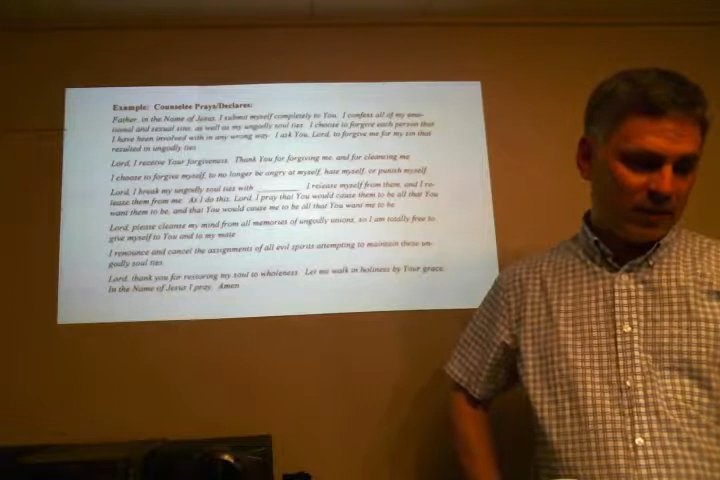 Example: Counselee Prays/Declares:
Father, in the Name of Jesus, I submit myself completely to You. I confess all of my emo-
tional and sexual sins, as well as my ungodly soul ties. I choose to forgive each person that
I have been involved with in any wrong way. I ask You, Lord, to forgive me for my sin that
resulted in ungodly ties.
Lord, I receive Your forgiveness. Thank You for forgiving me, and for cleansing me.
I choose to forgive myself, to no longer be angry at myself, hate myself, or punish myself.
Lord, I break my ungodly soul ties with __________. I release myself from them, and I re-
lease them from me. As I do this, Lord, I pray that You would cause them to be all that You
want them to be, and that You would cause me to be all that You want me to be.
Lord, please cleanse my mind from all memories of ungodly unions, so I am totally free to
give myself to You and to my mate.
I renounce and cancel the assignments of all evil spirits attempting to maintain these un-
godly soul ties.
Lord, thank you for restoring my soul to wholeness. Let me walk in holiness by Your grace.
In the Name of Jesus I pray. Amen